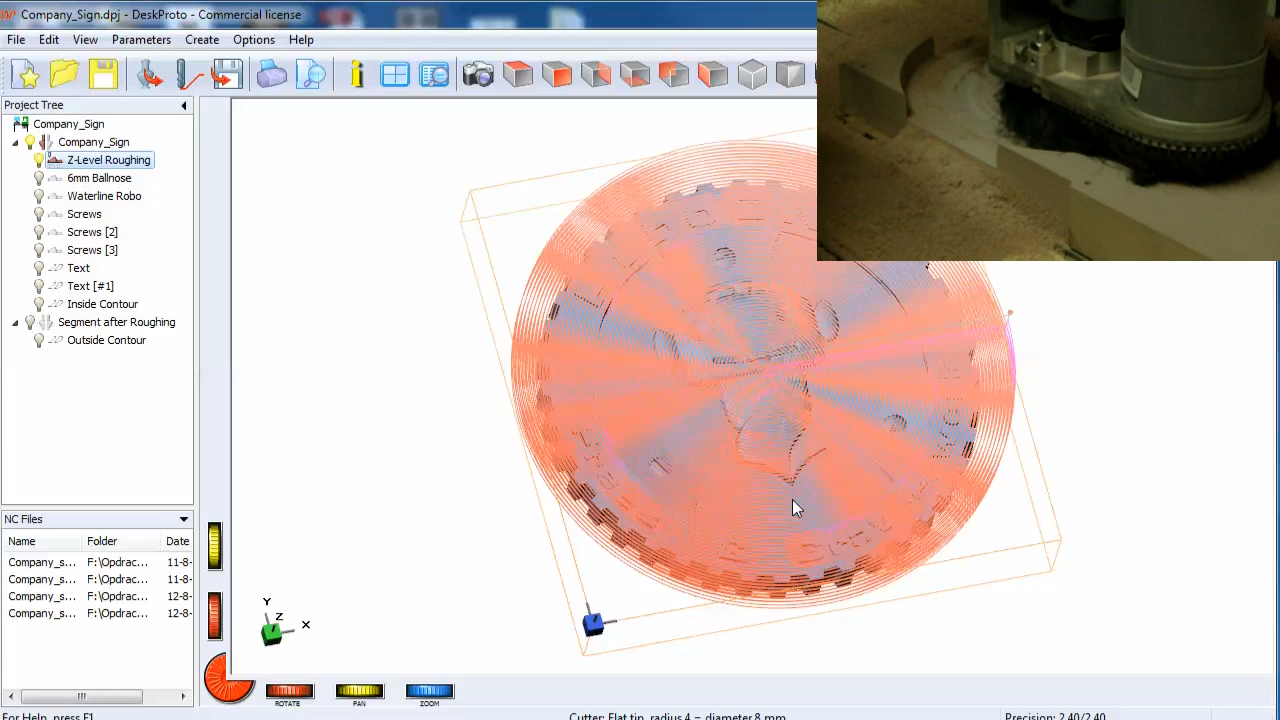 Company_Sign.dpj - DeskProto - Commercial license
File Edit View Parameters Create Options Help
Project Tree
Company_Sign
Company_Sign
Z-Level Roughing
6mm Ballnose
Waterline Robo
Screws
Screws [2]
Screws [3]
Text
Text [#1]
Inside Contour
Segment after Roughing
Outside Contour
NC Files
Name Folder Date
Company_s... F:\Opdrac... 11-8-
Company_s... F:\Opdrac... 11-8-
Company_s... F:\Opdrac... 12-8-
Company_s... F:\Opdrac... 12-8-
Y
Z
X
ROTATE PAN ZOOM
For Help, press F1 Cutter: Flat tip, radius 4 = diameter 8 mm Precision: 2.40/2.40